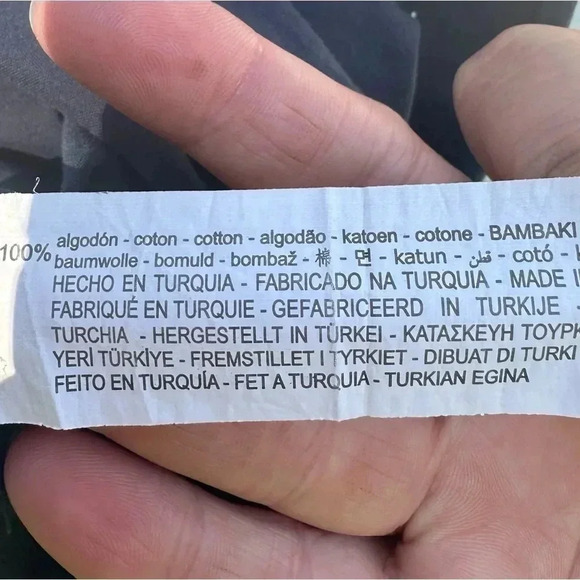 100% algodón - coton - cotton - algodão - katoen - cotone - BAMBAKI
baumwolle - bomuld - bombaž - 棉 - 면 - katun - قطن - cotó -
HECHO EN TURQUIA - FABRICADO NA TURQUIA - MADE
FABRIQUÉ EN TURQUIE - GEFABRICEERD IN TURKIJE
TURCHIA - HERGESTELLT IN TÜRKEI - ΚΑΤΑΣΚΕΥΗ ΤΟΥΡΚ
YERİ TÜRKİYE - FREMSTILLET I TYRKIET - DIBUAT DI TURKI
FEITO EN TURQUÍA - FET A TURQUIA - TURKIAN EGINA